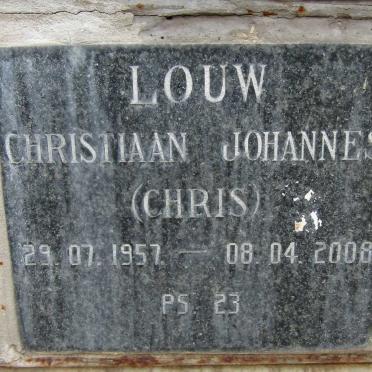 LOUW
CHRISTIAAN JOHANNES
(CHRIS)
29. 07. 1957. — 08. 04. 2008
PS. 23